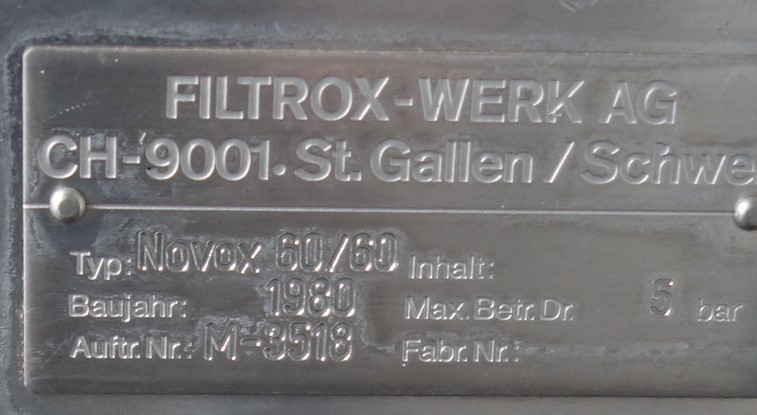 FILTROX-WERK AG
CH-9001. St. Gallen / Schwe
Typ: Novox 60/60 Inhalt:
Baujahr: 1980 Max. Betr. Dr. 5 bar
Auftr. Nr.: M-3518 Fabr. Nr.: